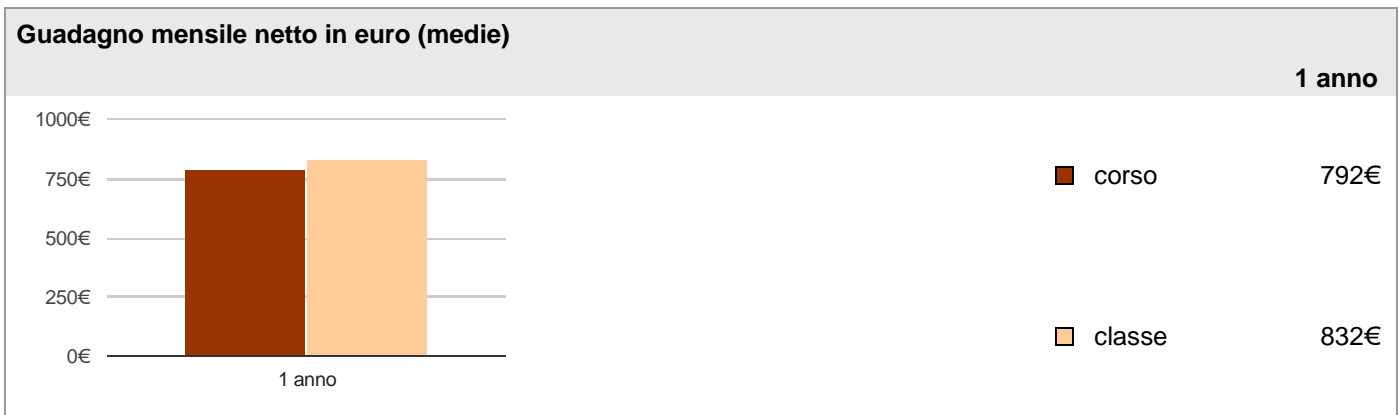 Guadagno mensile netto in euro (medie)
1 anno
1000€
750€
500€
250€
0€
1 anno
corso 792€
classe 832€